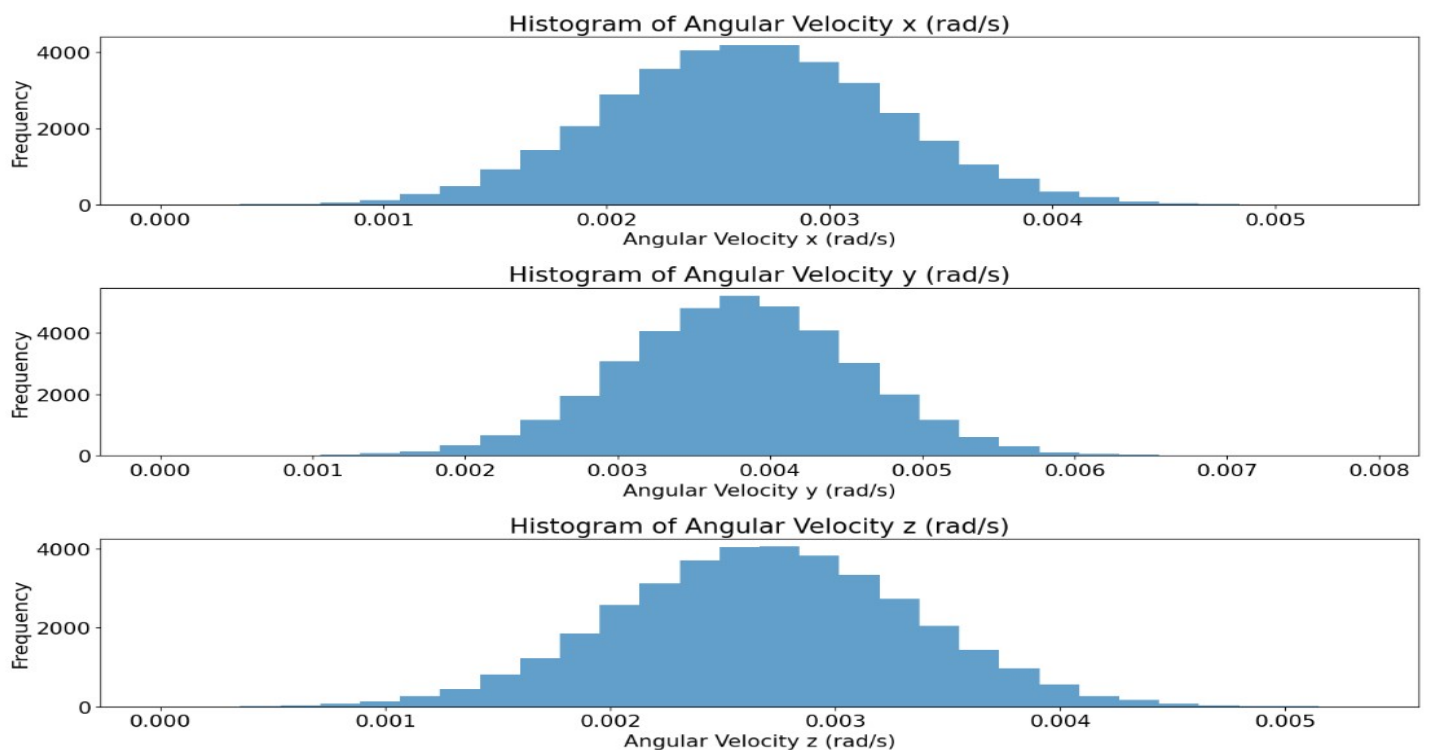 Histogram of Angular Velocity x (rad/s)
Frequency
4000
2000
0
0.000 0.001 0.002 0.003 0.004 0.005
Angular Velocity x (rad/s)
Histogram of Angular Velocity y (rad/s)
Frequency
4000
2000
0
0.000 0.001 0.002 0.003 0.004 0.005 0.006 0.007 0.008
Angular Velocity y (rad/s)
Histogram of Angular Velocity z (rad/s)
Frequency
4000
2000
0
0.000 0.001 0.002 0.003 0.004 0.005
Angular Velocity z (rad/s)